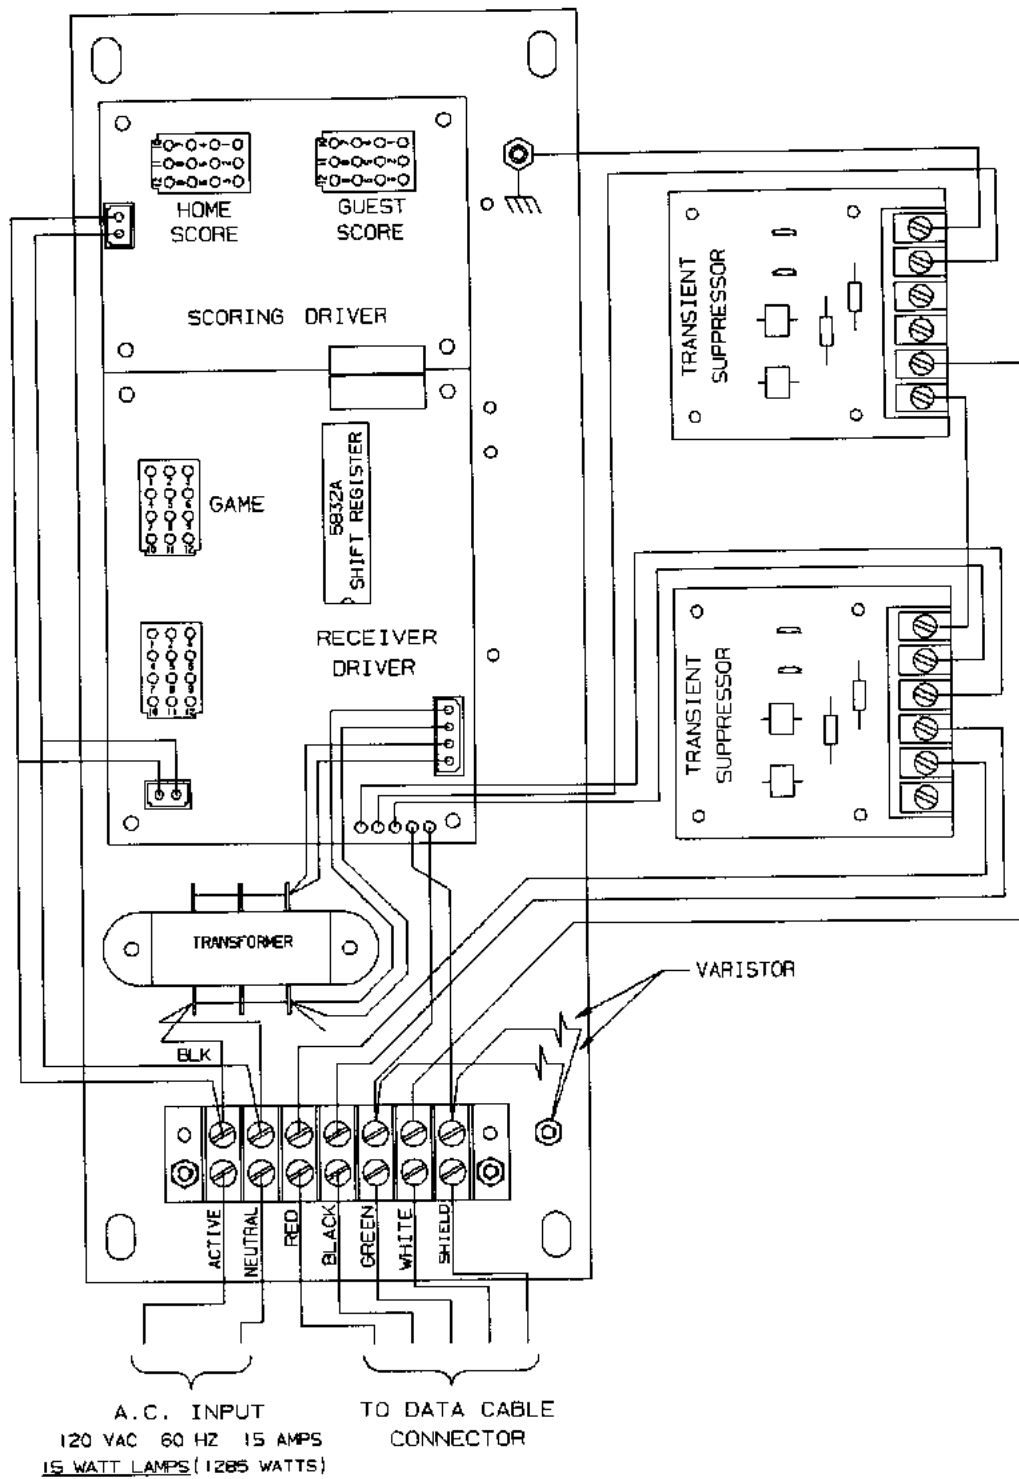 HOME
SCORE
GUEST
SCORE
SCORING DRIVER
TRANSIENT
SUPPRESSOR
GAME
5832A
SHIFT REGISTER
RECEIVER
DRIVER
TRANSIENT
SUPPRESSOR
TRANSFORMER
VARISTOR
BLK
ACTIVE
NEUTRAL
RED
BLACK
GREEN
WHITE
SHIELD
A.C. INPUT
120 VAC 60 HZ 15 AMPS
15 WATT LAMPS (1285 WATTS)
TO DATA CABLE
CONNECTOR